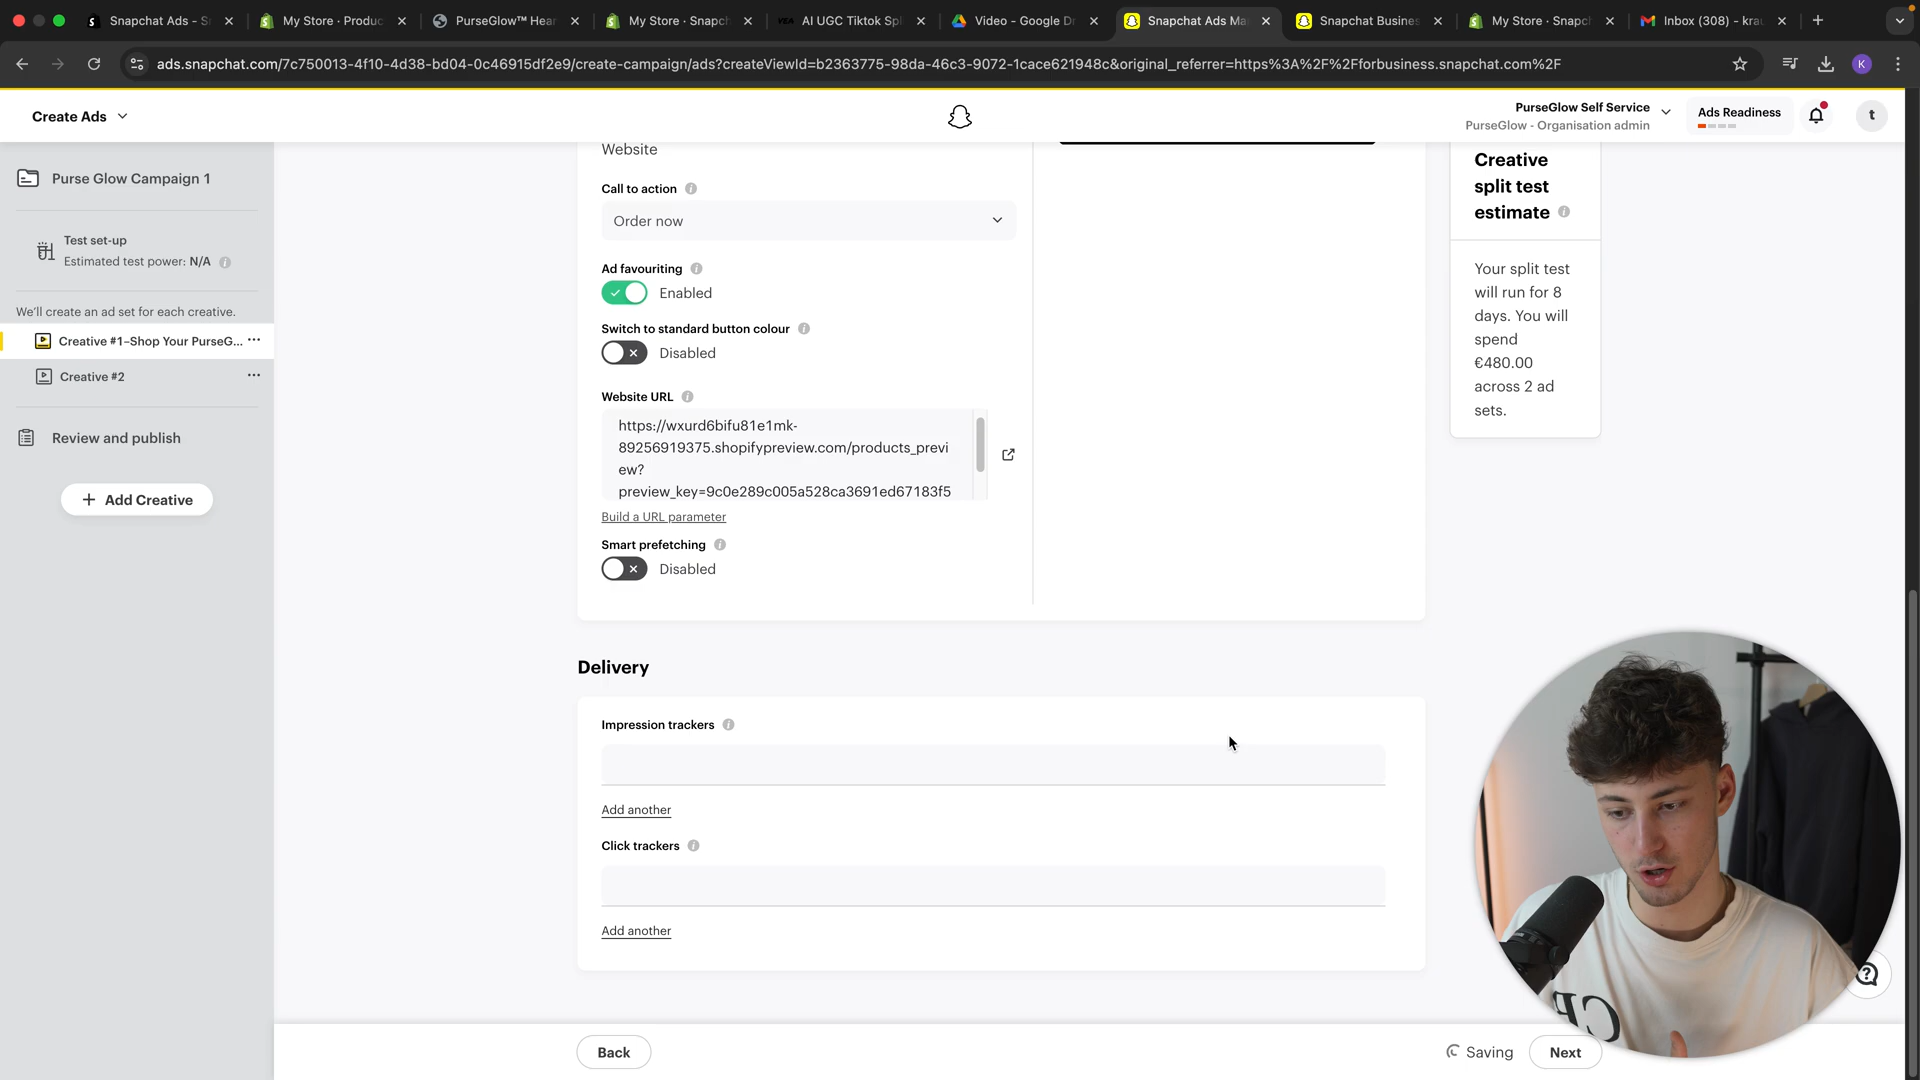 Snapchat Ads - S
My Store · Produc
PurseGlow™ Hear
My Store · Snapch
AI UGC Tiktok Spl
Video - Google Dr
Snapchat Ads Ma
Snapchat Busines
My Store · Snapc
Inbox (308) - krau
ads.snapchat.com/7c750013-4f10-4d38-bd04-0c46915df2e9/create-campaign/ads?createViewId=b2363775-98da-46c3-9072-1cace621948c&original_referrer=https%3A%2F%2Fforbusiness.snapchat.com%2F
K
Create Ads
PurseGlow Self Service
PurseGlow - Organisation admin
Ads Readiness
t
Purse Glow Campaign 1
Test set-up
Estimated test power: N/A
We'll create an ad set for each creative.
Creative #1–Shop Your PurseG...
Creative #2
Review and publish
+ Add Creative
Website
Call to action
Order now
Ad favouriting
Enabled
Switch to standard button colour
Disabled
Website URL
https://wxurd6bifu81e1mk-
89256919375.shopifypreview.com/products_previ
ew?
preview_key=9c0e289c005a528ca3691ed67183f5
Build a URL parameter
Smart prefetching
Disabled
Creative
split test
estimate
Your split test
will run for 8
days. You will
spend
€480.00
across 2 ad
sets.
Delivery
Impression trackers
Add another
Click trackers
Add another
Back
Saving
Next